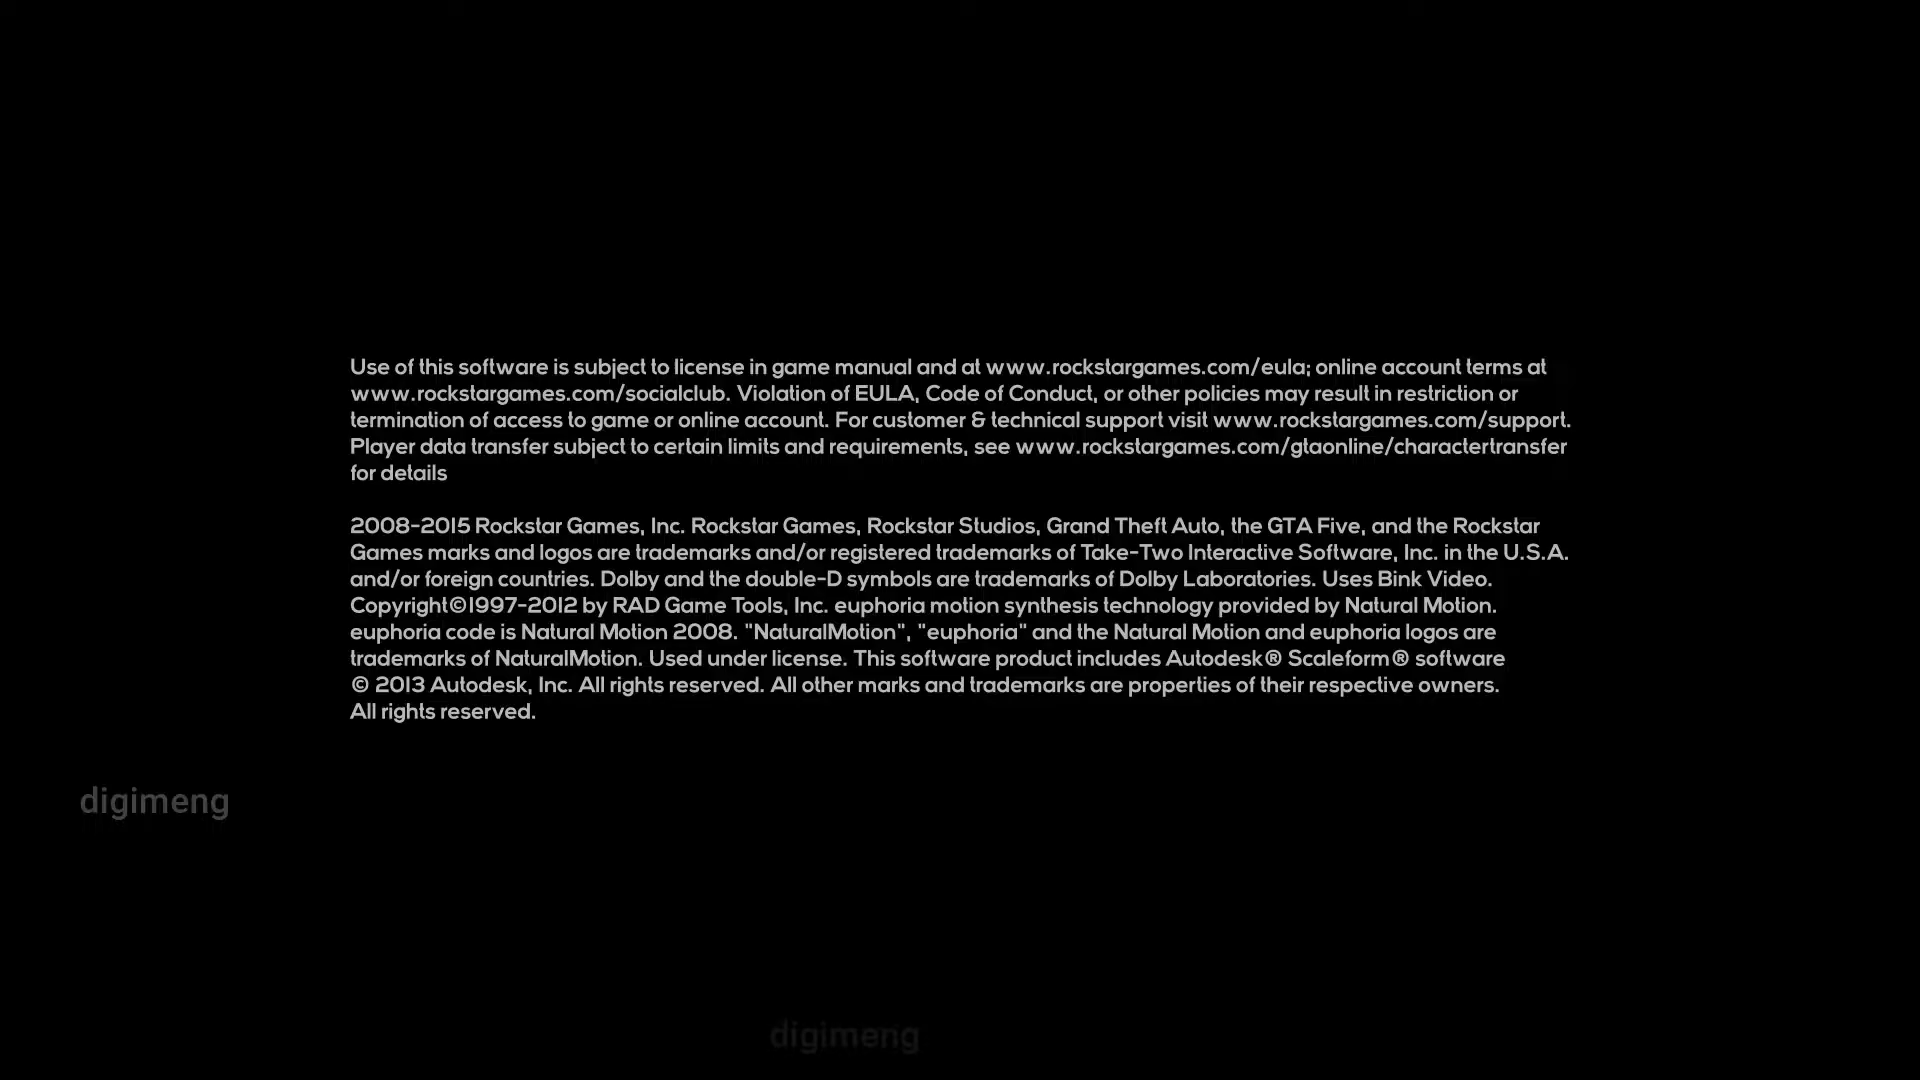 Use of this software is subject to license in game manual and at www.rockstargames.com/eula; online account terms at
www.rockstargames.com/socialclub. Violation of EULA, Code of Conduct, or other policies may result in restriction or
termination of access to game or online account. For customer & technical support visit www.rockstargames.com/support.
Player data transfer subject to certain limits and requirements, see www.rockstargames.com/gtaonline/charactertransfer
for details
2008-2015 Rockstar Games, Inc. Rockstar Games, Rockstar Studios, Grand Theft Auto, the GTA Five, and the Rockstar
Games marks and logos are trademarks and/or registered trademarks of Take-Two Interactive Software, Inc. in the U.S.A.
and/or foreign countries. Dolby and the double-D symbols are trademarks of Dolby Laboratories. Uses Bink Video.
Copyright©1997-2012 by RAD Game Tools, Inc. euphoria motion synthesis technology provided by Natural Motion.
euphoria code is Natural Motion 2008. "NaturalMotion", "euphoria" and the Natural Motion and euphoria logos are
trademarks of NaturalMotion. Used under license. This software product includes Autodesk® Scaleform® software
© 2013 Autodesk, Inc. All rights reserved. All other marks and trademarks are properties of their respective owners.
All rights reserved.
digimeng
digimeng